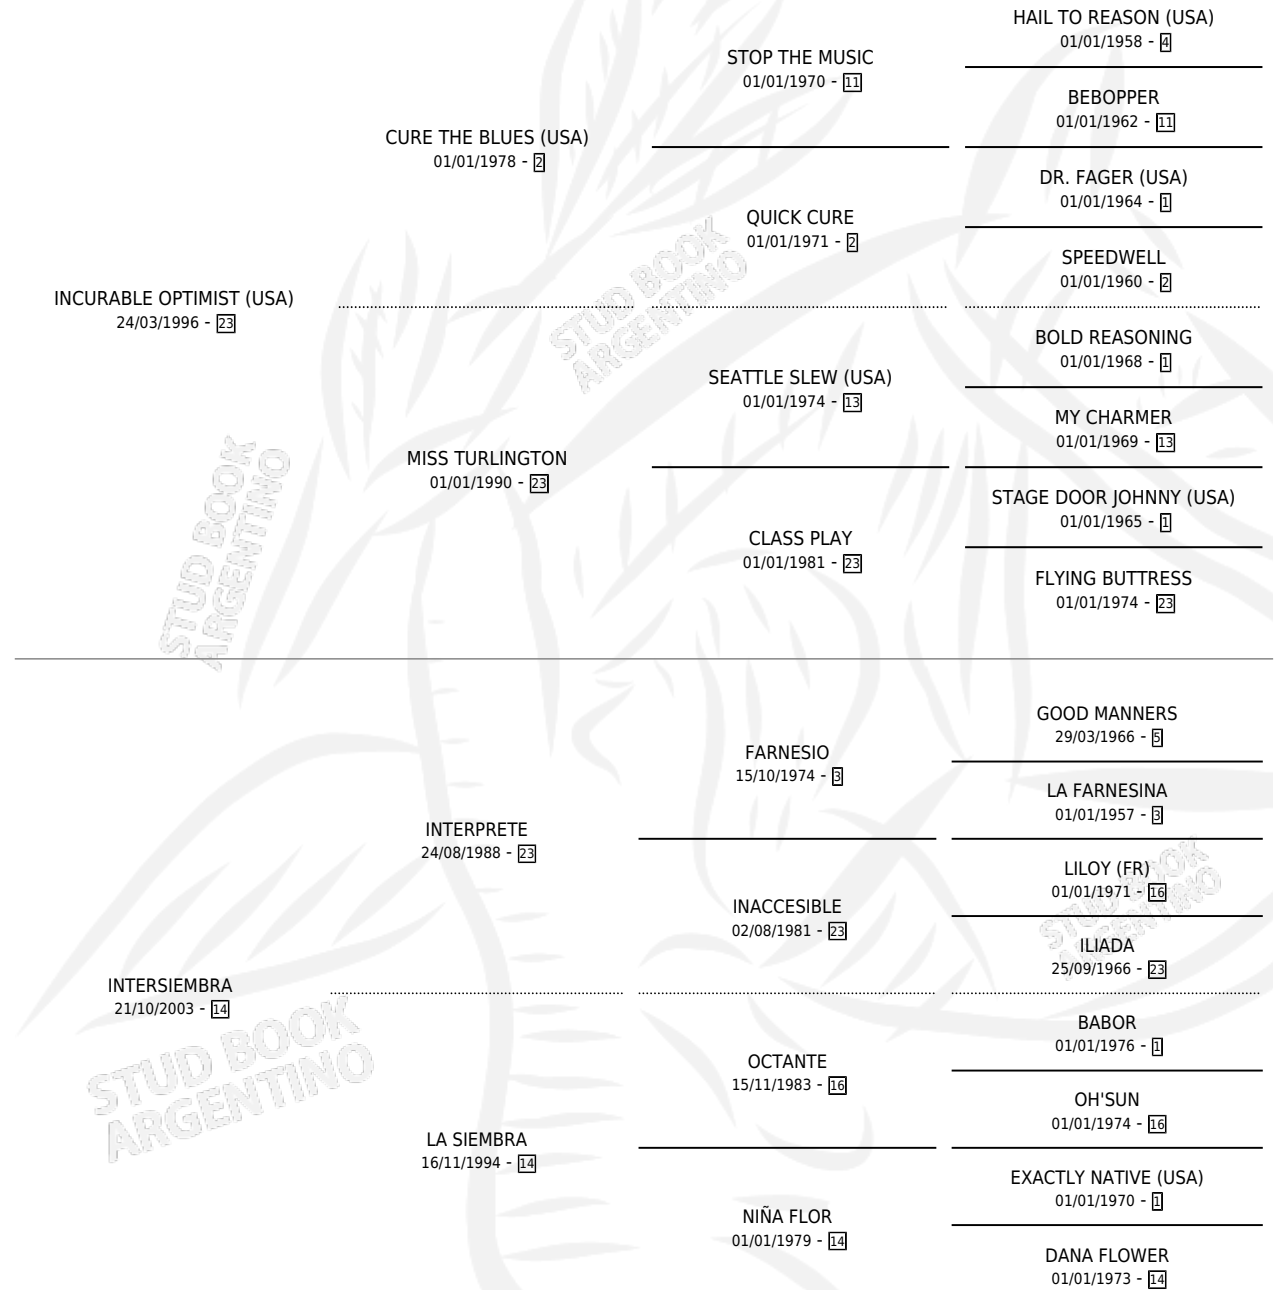 HAIL TO REASON (USA)
01/01/1958 - 4
STOP THE MUSIC
01/01/1970 - 11
BEBOPPER
01/01/1962 - 11
CURE THE BLUES (USA)
01/01/1978 - 2
DR. FAGER (USA)
01/01/1964 - 1
QUICK CURE
01/01/1971 - 2
SPEEDWELL
01/01/1960 - 2
INCURABLE OPTIMIST (USA)
24/03/1996 - 23
BOLD REASONING
01/01/1968 - 1
SEATTLE SLEW (USA)
01/01/1974 - 13
MY CHARMER
01/01/1969 - 13
MISS TURLINGTON
01/01/1990 - 23
STAGE DOOR JOHNNY (USA)
01/01/1965 - 1
CLASS PLAY
01/01/1981 - 23
FLYING BUTTRESS
01/01/1974 - 23
GOOD MANNERS
29/03/1966 - 5
FARNESIO
15/10/1974 - 3
LA FARNESINA
01/01/1957 - 3
INTERPRETE
24/08/1988 - 23
LILOY (FR)
01/01/1971 - 16
INACCESIBLE
02/08/1981 - 23
ILIADA
25/09/1966 - 23
INTERSIEMBRA
21/10/2003 - 14
BABOR
01/01/1976 - 1
OCTANTE
15/11/1983 - 16
OH'SUN
01/01/1974 - 16
LA SIEMBRA
16/11/1994 - 14
EXACTLY NATIVE (USA)
01/01/1970 - 1
NIÑA FLOR
01/01/1979 - 14
DANA FLOWER
01/01/1973 - 14
STUD BOOK
ARGENTINO
STUD BOOK
ARGENTINO
STUD BOOK
ARGENTINO
STUD BOOK
ARGENTINO